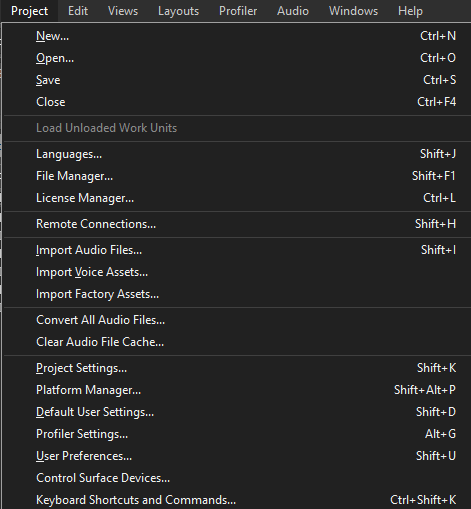 Project Edit Views Layouts Profiler Audio Windows Help
New... Ctrl+N
Open... Ctrl+O
Save Ctrl+S
Close Ctrl+F4
Load Unloaded Work Units
Languages... Shift+J
File Manager... Shift+F1
License Manager... Ctrl+L
Remote Connections... Shift+H
Import Audio Files... Shift+I
Import Voice Assets...
Import Factory Assets...
Convert All Audio Files...
Clear Audio File Cache...
Project Settings... Shift+K
Platform Manager... Shift+Alt+P
Default User Settings... Shift+D
Profiler Settings... Alt+G
User Preferences... Shift+U
Control Surface Devices...
Keyboard Shortcuts and Commands... Ctrl+Shift+K